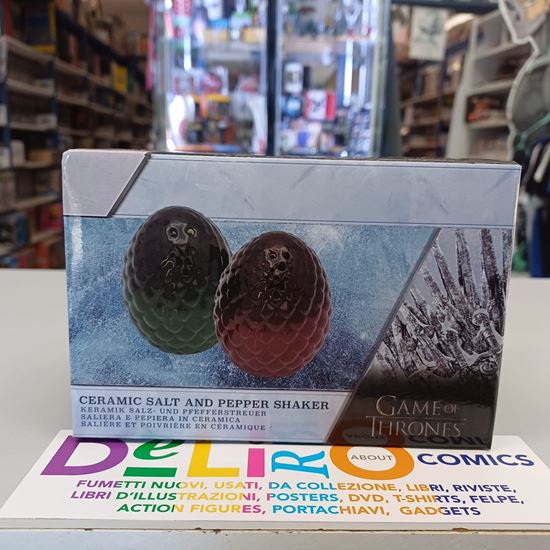 CERAMIC SALT AND PEPPER SHAKER
KERAMIK SALZ- UND PFEFFERSTREUER
SALIERA E PEPIERA IN CERAMICA
SALIÈRE ET POIVRIÈRE EN CÉRAMIQUE
GAME OF
THRONES
DeLiRO ABOUT COMICS
FUMETTI NUOVI, USATI, DA COLLEZIONE, LIBRI, RIVISTE,
LIBRI D'ILLUSTRAZIONI, POSTERS, DVD, T-SHIRTS, FELPE,
ACTION FIGURES, PORTACHIAVI, GADGETS